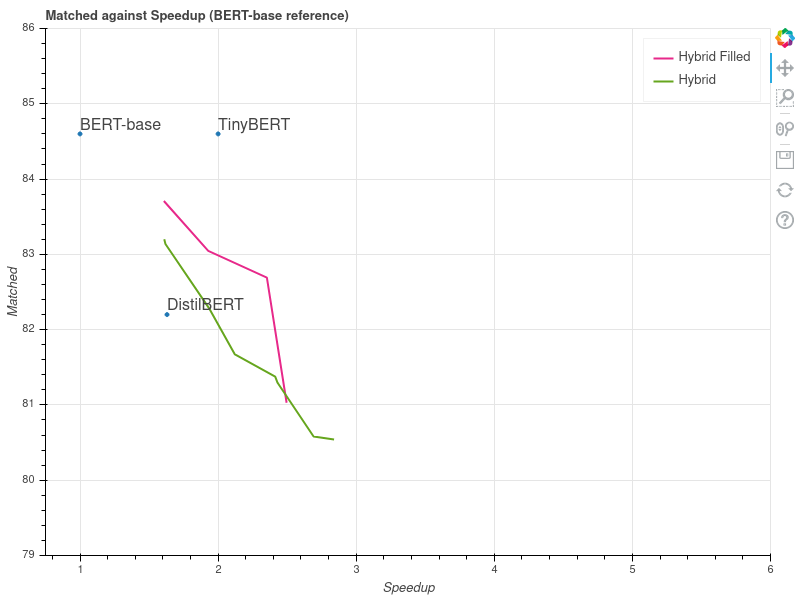 Matched against Speedup (BERT-base reference)
86
Hybrid Filled
Hybrid
85
BERT-base
TinyBERT
84
83
Matched
DistilBERT
82
81
80
79
1 2 3 4 5 6
Speedup